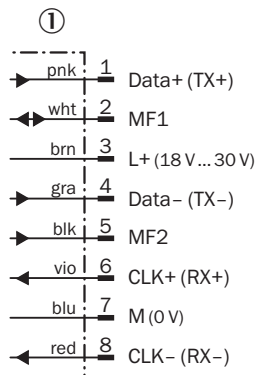 ①
pnk 1 Data+ (TX+)
wht 2 MF1
brn 3 L+ (18 V ... 30 V)
gra 4 Data– (TX–)
blk 5 MF2
vio 6 CLK+ (RX+)
blu 7 M (0 V)
red 8 CLK– (RX–)